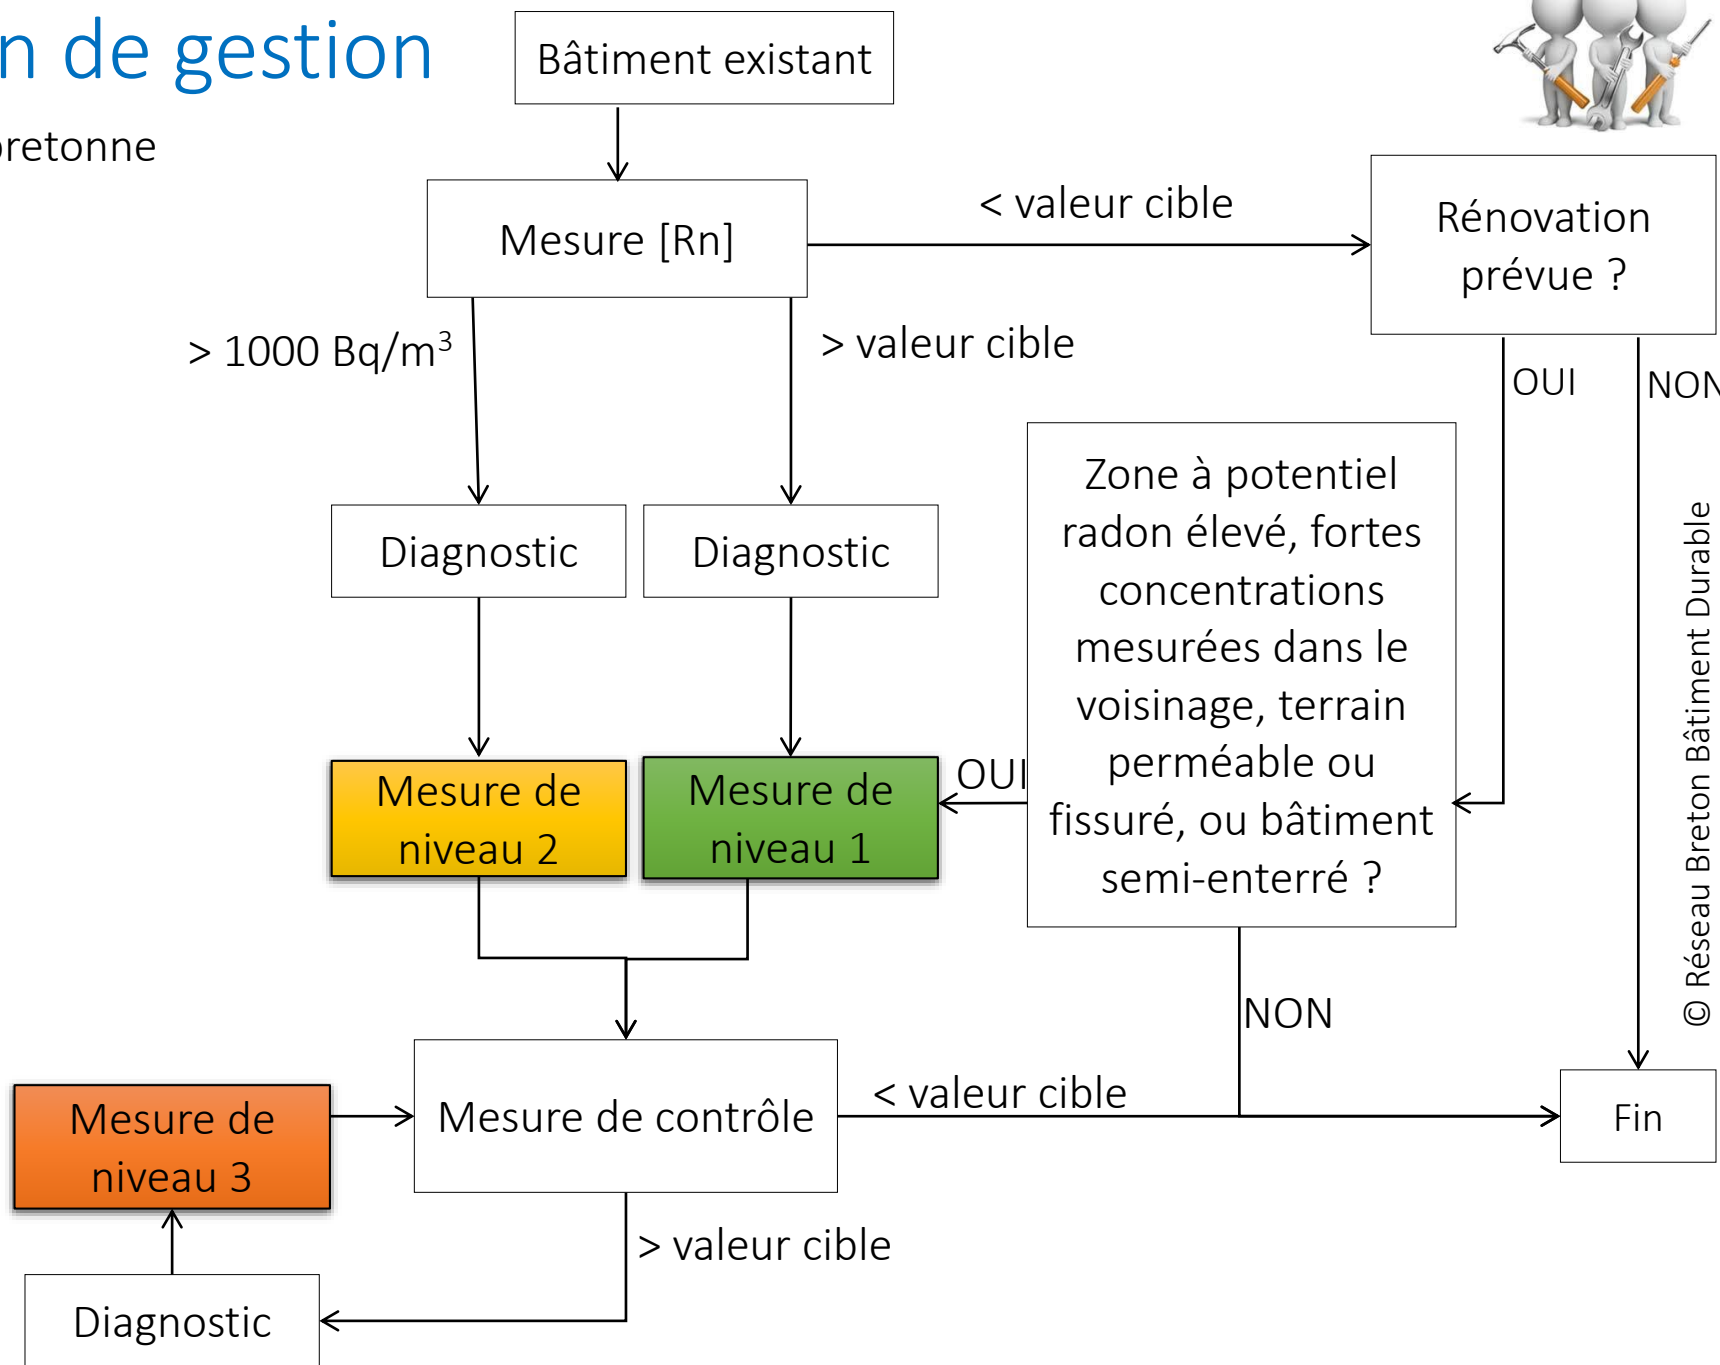 n de gestion
bretonne
Bâtiment existant
Mesure [Rn]
< valeur cible
Rénovation
prévue ?
> 1000 Bq/m³
> valeur cible
OUI
NON
Diagnostic
Diagnostic
Zone à potentiel
radon élevé, fortes
concentrations
mesurées dans le
voisinage, terrain
perméable ou
fissuré, ou bâtiment
semi-enterré ?
Mesure de
niveau 2
Mesure de
niveau 1
OUI
NON
© Réseau Breton Bâtiment Durable
Mesure de
niveau 3
Mesure de contrôle
< valeur cible
Fin
> valeur cible
Diagnostic